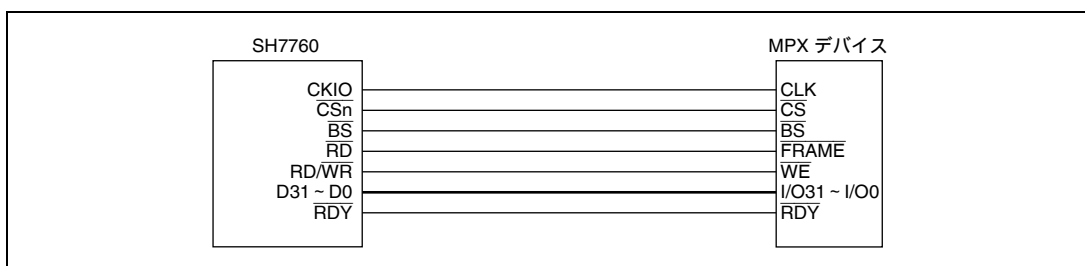 SH7760
MPX デバイス
CKIO
CLK
CSn
CS
BS
BS
RD
FRAME
RD/WR
WE
D31 ~ D0
I/O31 ~ I/O0
RDY
RDY